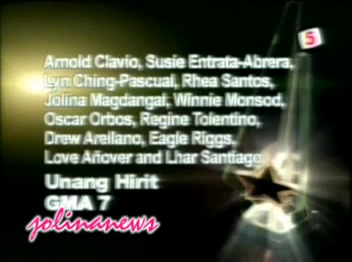 5
Arnold Clavio, Susie Entrata-Abrera,
Lyn Ching-Pascual, Rhea Santos,
Jolina Magdangal, Winnie Monsod,
Oscar Orbos, Regine Tolentino,
Drew Arellano, Eagle Riggs,
Love Añover and Lhar Santiago
Unang Hirit
GMA 7
jolinanews